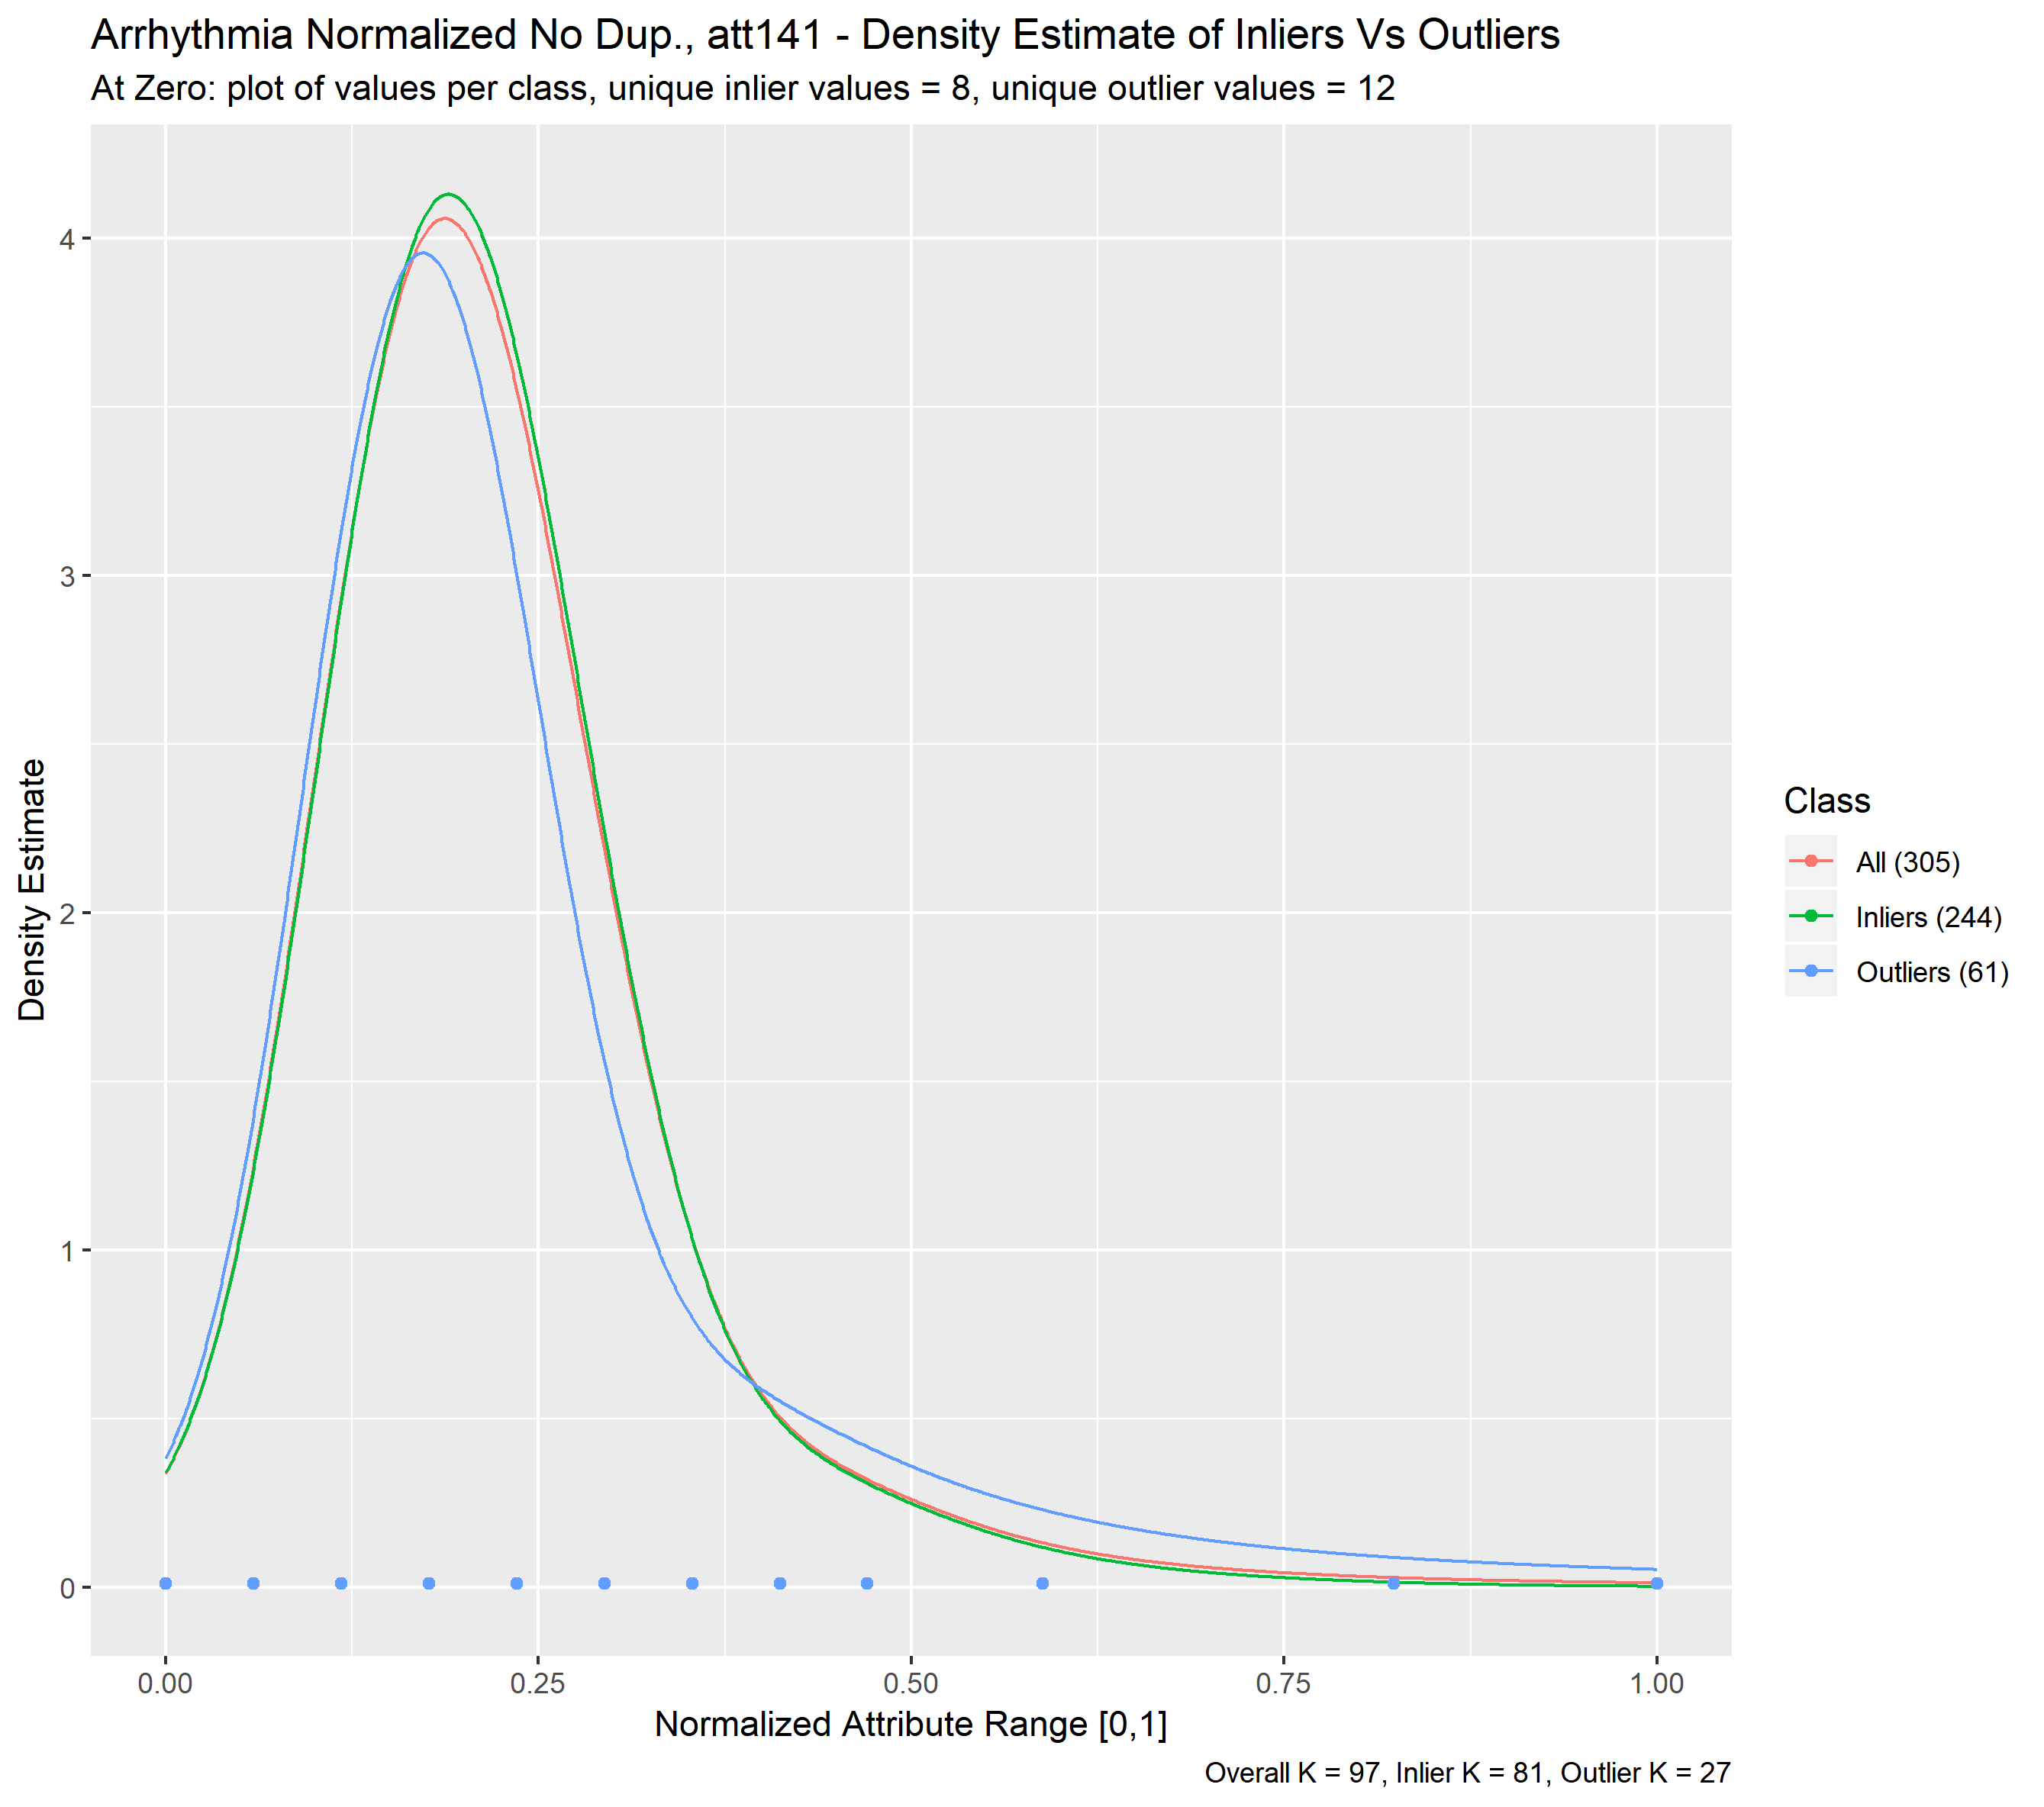 Arrhythmia Normalized No Dup., att141 - Density Estimate of Inliers Vs Outliers
At Zero: plot of values per class, unique inlier values = 8, unique outlier values = 12
Density Estimate
4
3
2
1
0
0.00 0.25 0.50 0.75 1.00
Normalized Attribute Range [0,1]
Class
All (305)
Inliers (244)
Outliers (61)
Overall K = 97, Inlier K = 81, Outlier K = 27